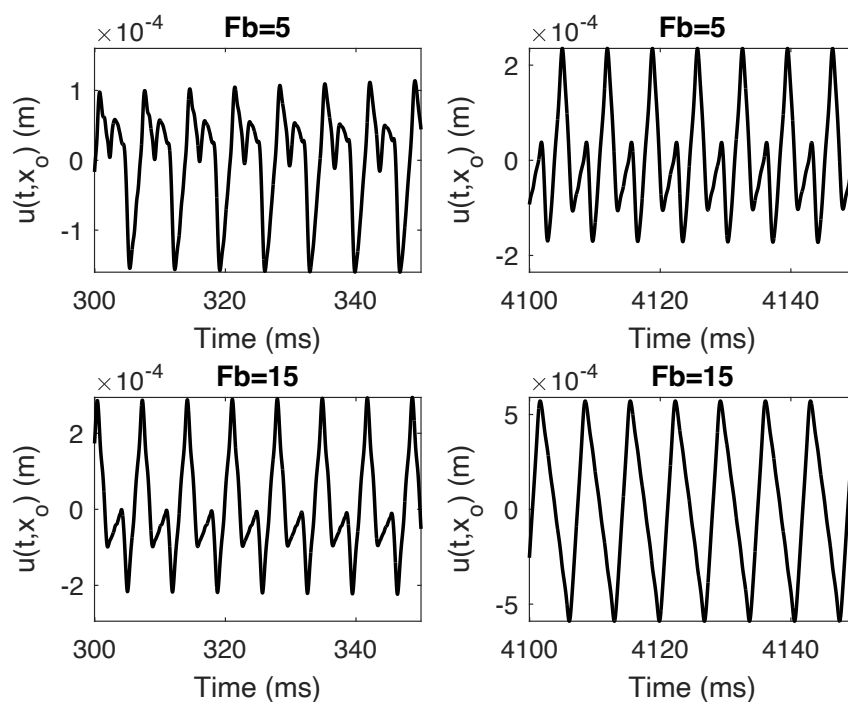 ×10⁻⁴
Fb=5
u(t,xₒ) (m)
1
0
-1
300
320
340
Time (ms)
×10⁻⁴
Fb=5
u(t,xₒ) (m)
2
0
-2
4100
4120
4140
Time (ms)
×10⁻⁴
Fb=15
u(t,xₒ) (m)
2
0
-2
300
320
340
Time (ms)
×10⁻⁴
Fb=15
u(t,xₒ) (m)
5
0
-5
4100
4120
4140
Time (ms)